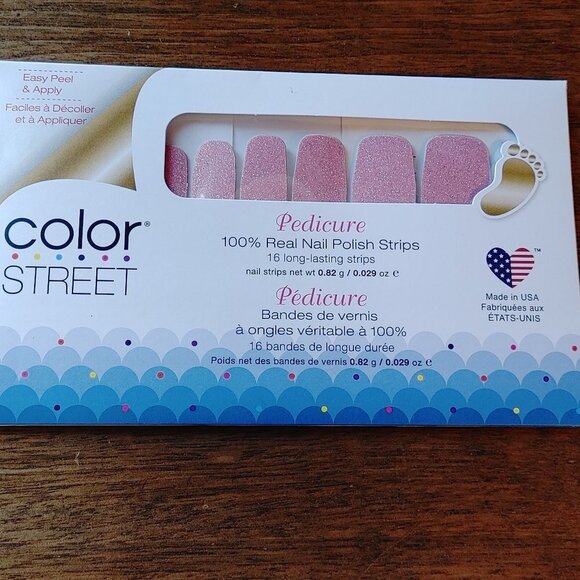 Easy Peel
& Apply
Faciles à Décoller
et à Appliquer
color®
STREET
Pedicure
100% Real Nail Polish Strips
16 long-lasting strips
nail strips net wt 0.82 g / 0.029 oz ℮
Pédicure
Bandes de vernis
à ongles véritable à 100%
16 bandes de longue durée
Poids net des bandes de vernis 0.82 g / 0.029 oz ℮
TM
Made in USA
Fabriquées aux
ÉTATS-UNIS